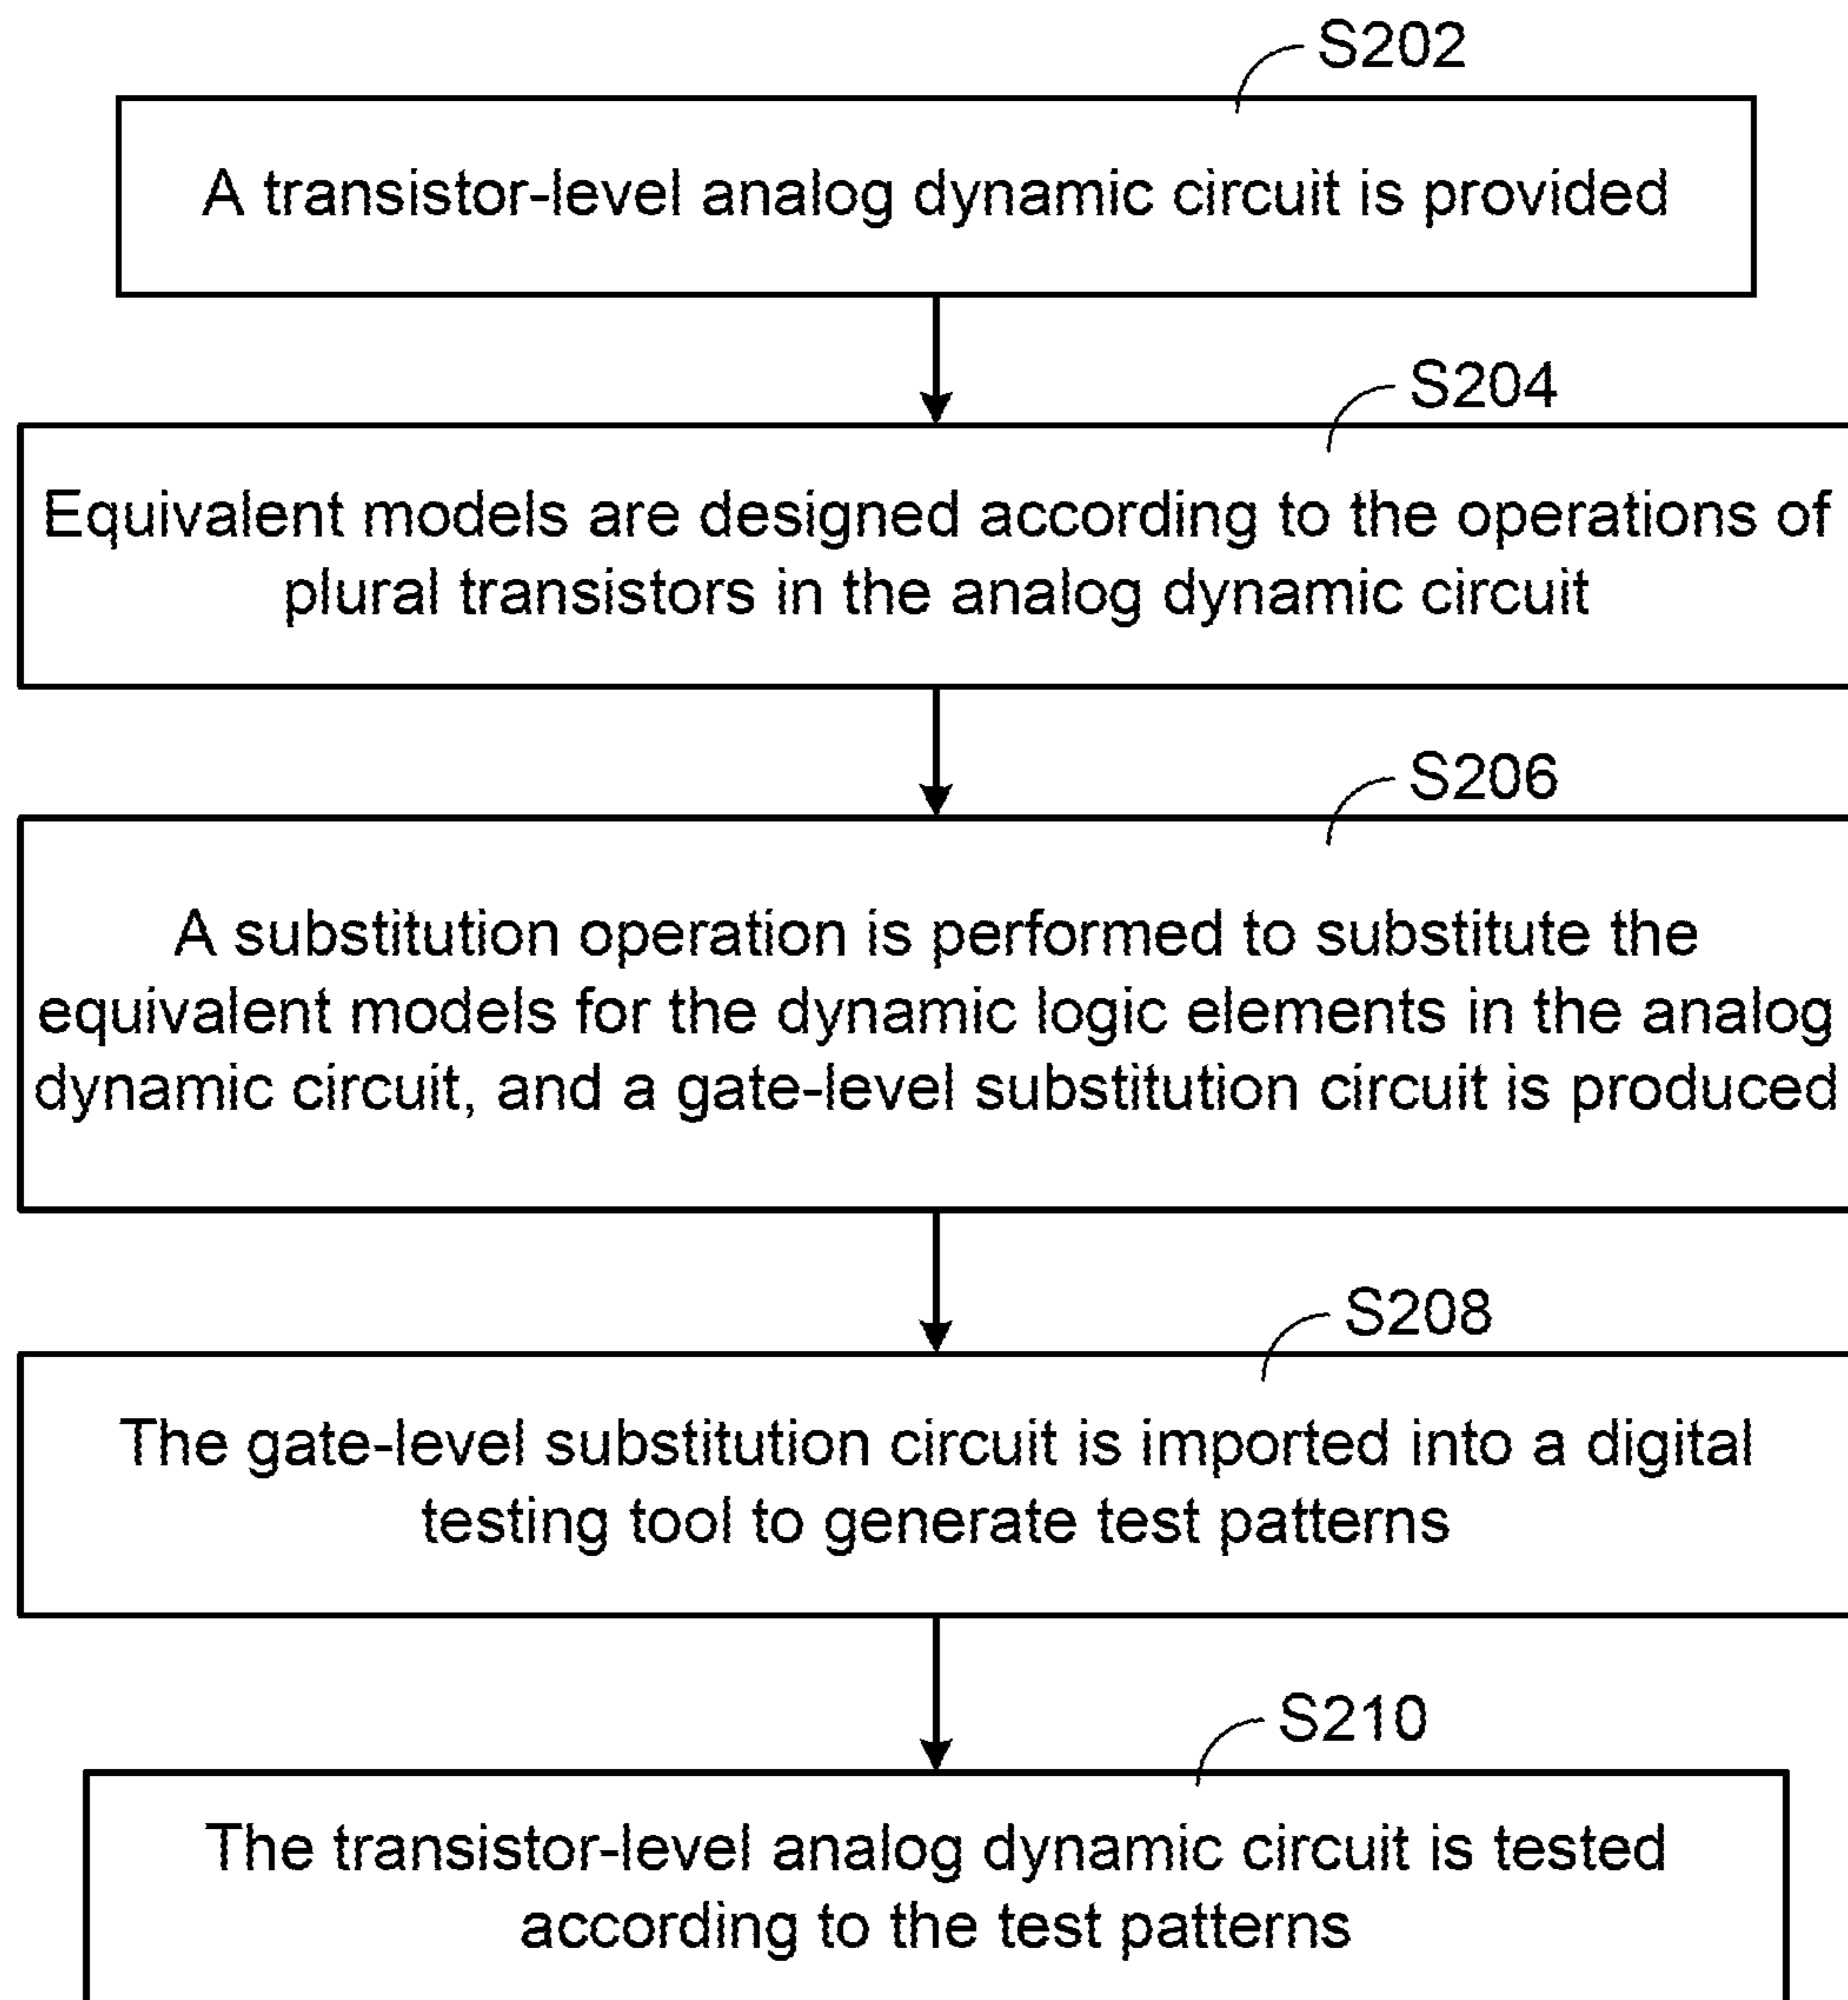 S202
A transistor-level analog dynamic circuit is provided
S204
Equivalent models are designed according to the operations of
plural transistors in the analog dynamic circuit
S206
A substitution operation is performed to substitute the
equivalent models for the dynamic logic elements in the analog
dynamic circuit, and a gate-level substitution circuit is produced
S208
The gate-level substitution circuit is imported into a digital
testing tool to generate test patterns
S210
The transistor-level analog dynamic circuit is tested
according to the test patterns